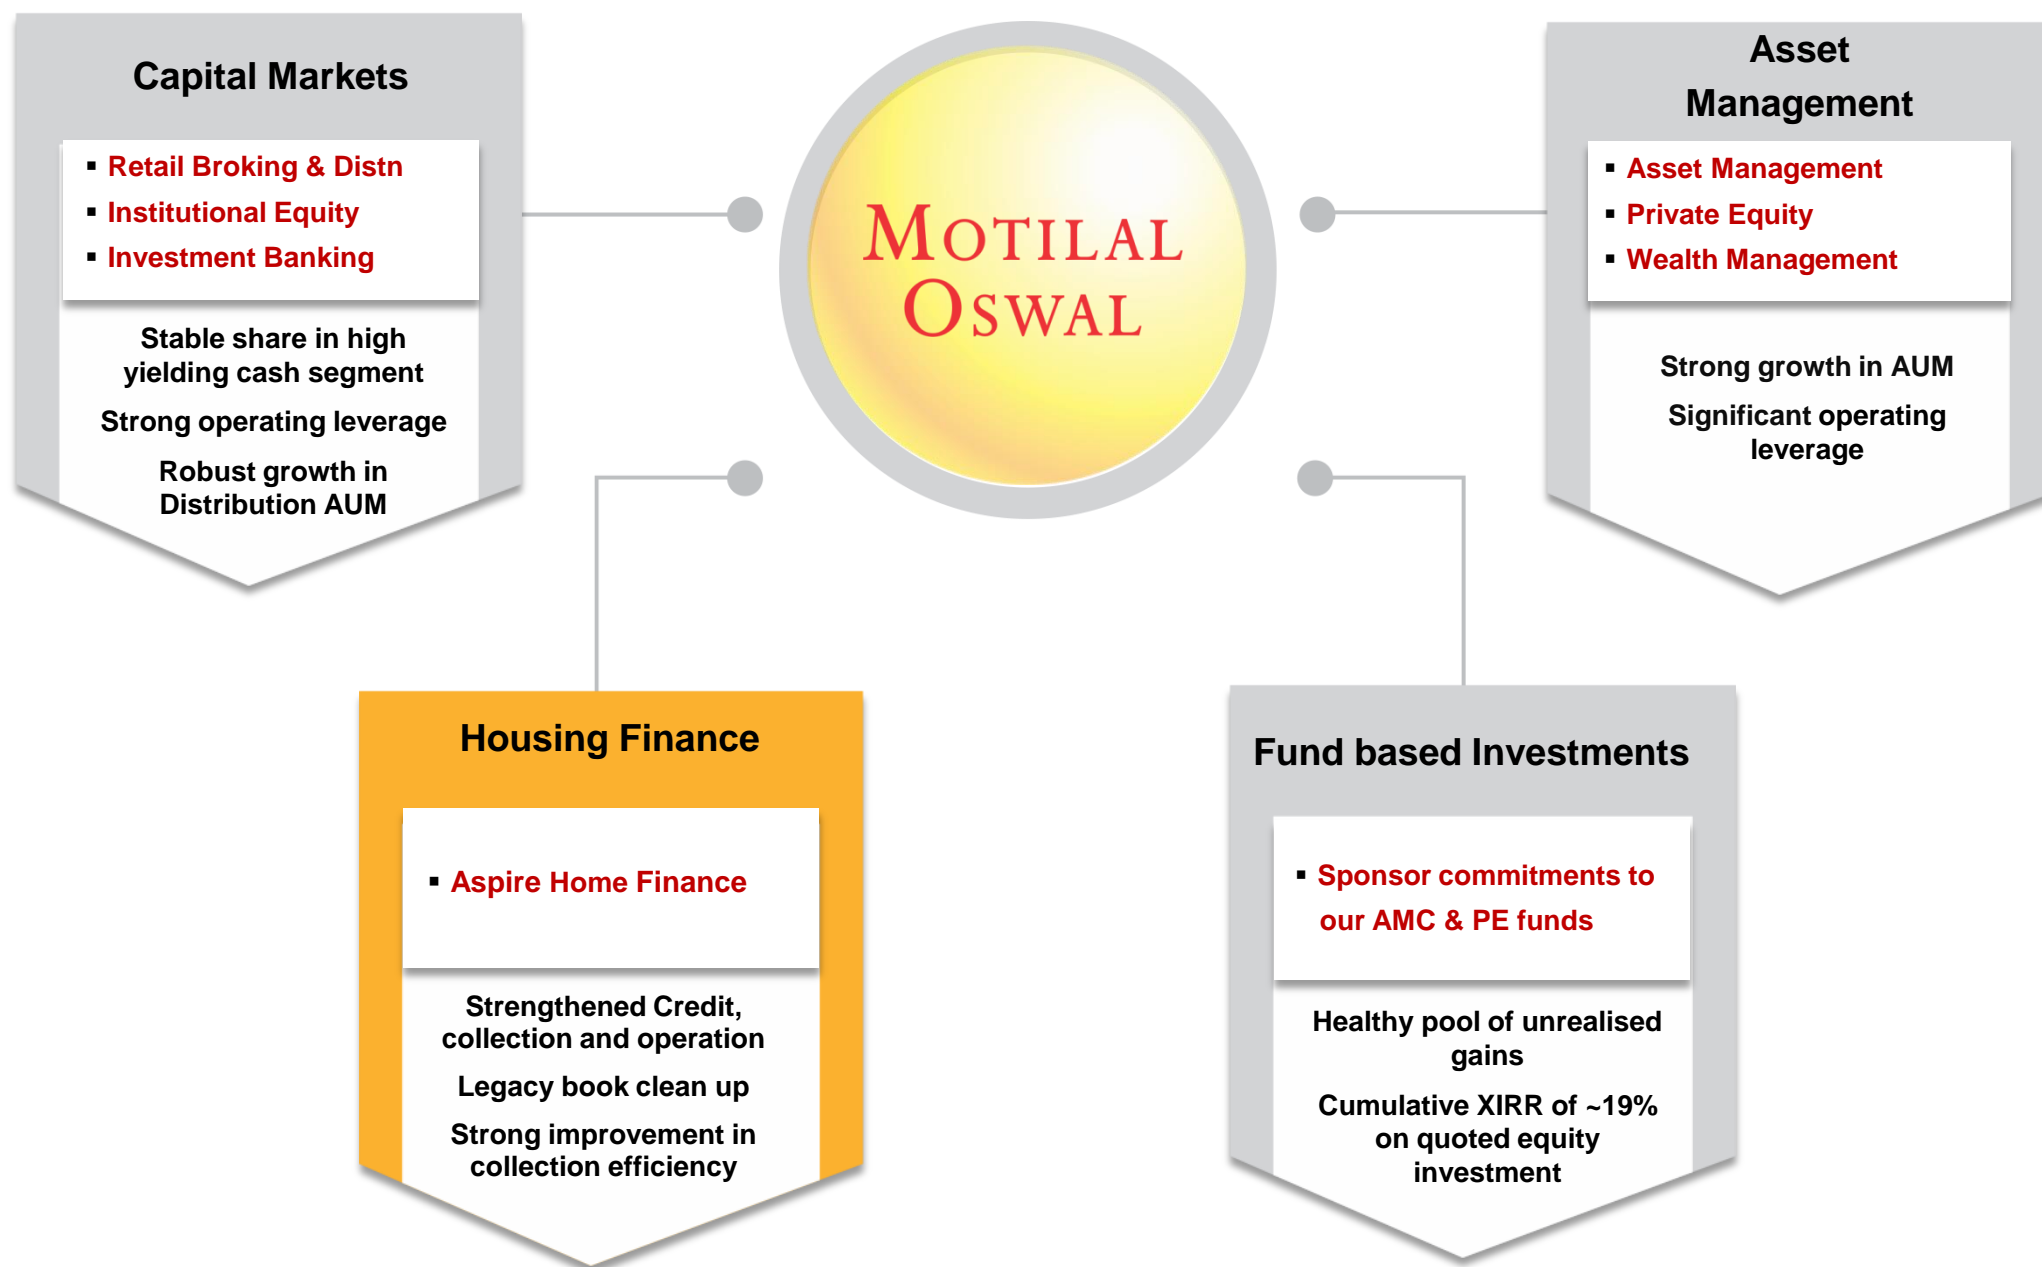 Capital Markets
▪ Retail Broking & Distn
▪ Institutional Equity
▪ Investment Banking
Stable share in high
yielding cash segment
Strong operating leverage
Robust growth in
Distribution AUM
MOTILAL
OSWAL
Asset
Management
▪ Asset Management
▪ Private Equity
▪ Wealth Management
Strong growth in AUM
Significant operating
leverage
Housing Finance
▪ Aspire Home Finance
Strengthened Credit,
collection and operation
Legacy book clean up
Strong improvement in
collection efficiency
Fund based Investments
▪ Sponsor commitments to
our AMC & PE funds
Healthy pool of unrealised
gains
Cumulative XIRR of ~19%
on quoted equity
investment